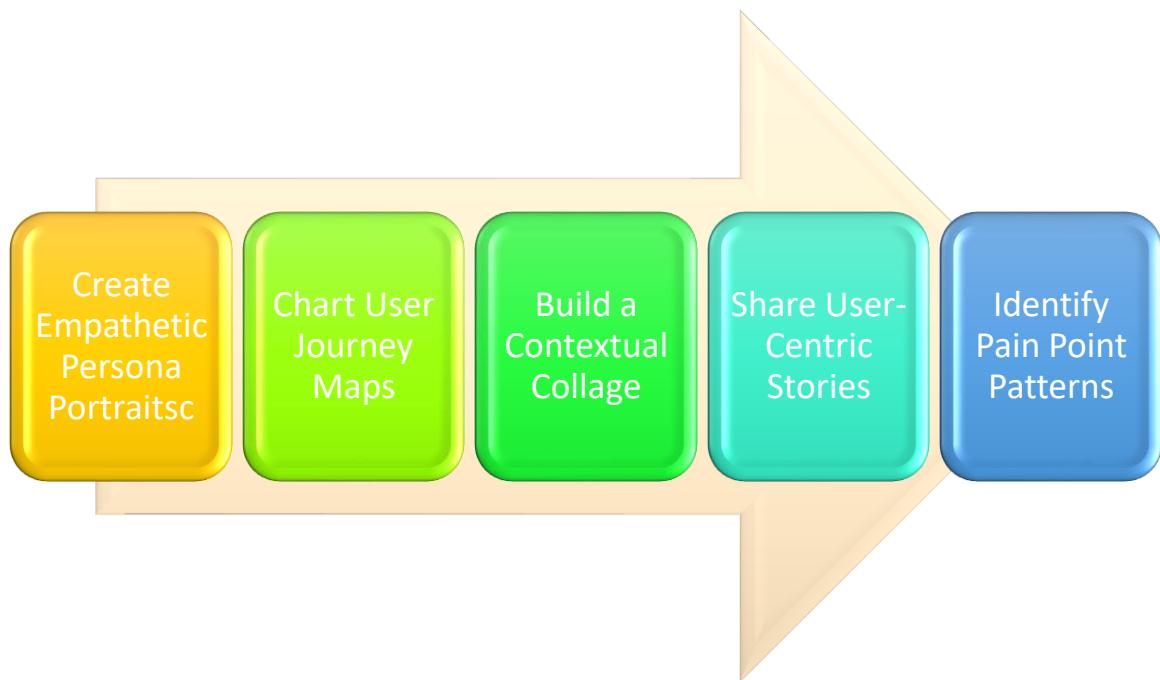 Create
Empathetic
Persona
Portraitsc
Chart User
Journey
Maps
Build a
Contextual
Collage
Share User-
Centric
Stories
Identify
Pain Point
Patterns